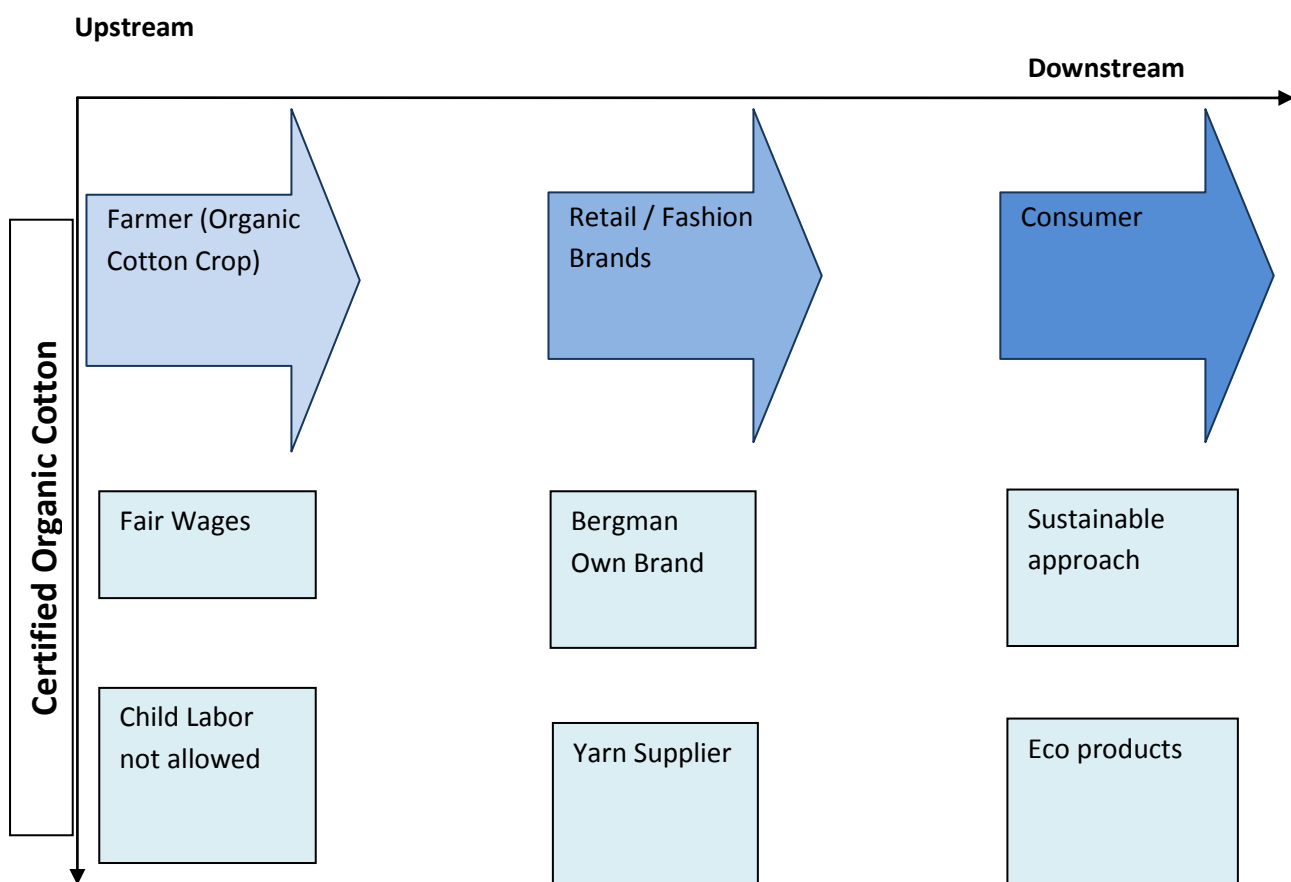 Upstream
Downstream
Farmer (Organic
Cotton Crop)
Retail / Fashion
Brands
Consumer
Certified Organic Cotton
Fair Wages
Bergman
Own Brand
Sustainable
approach
Child Labor
not allowed
Yarn Supplier
Eco products